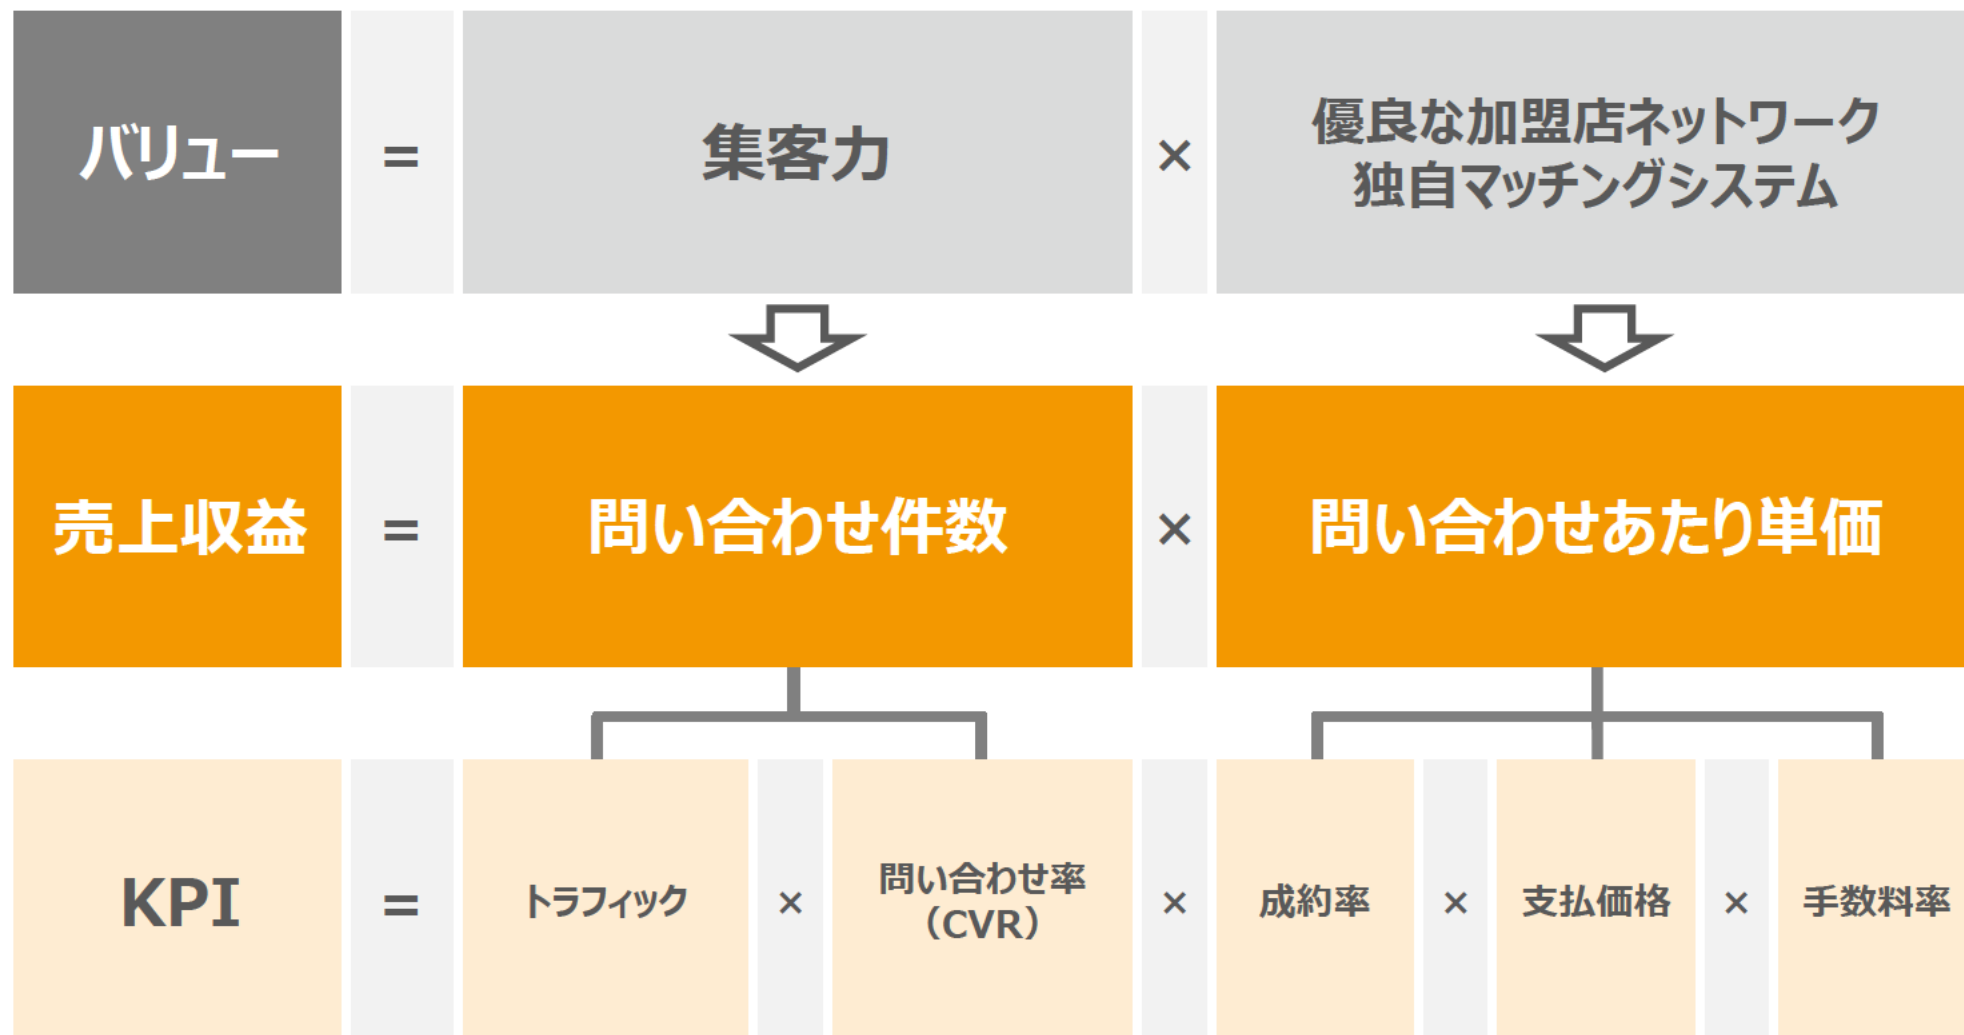 バリュー
=
集客力
×
優良な加盟店ネットワーク
独自マッチングシステム
売上収益
=
問い合わせ件数
×
問い合わせあたり単価
KPI
=
トラフィック
×
問い合わせ率
（CVR）
×
成約率
×
支払価格
×
手数料率